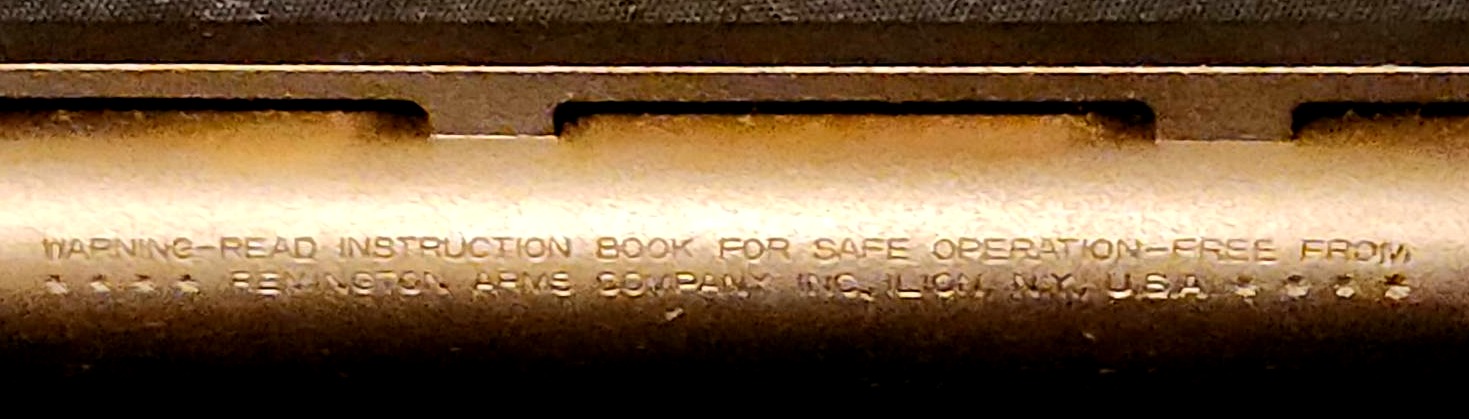 WARNING-READ INSTRUCTION BOOK FOR SAFE OPERATION-FREE FROM
* * * * REMINGTON ARMS COMPANY INC, ILION, N.Y., U.S.A. * * * *